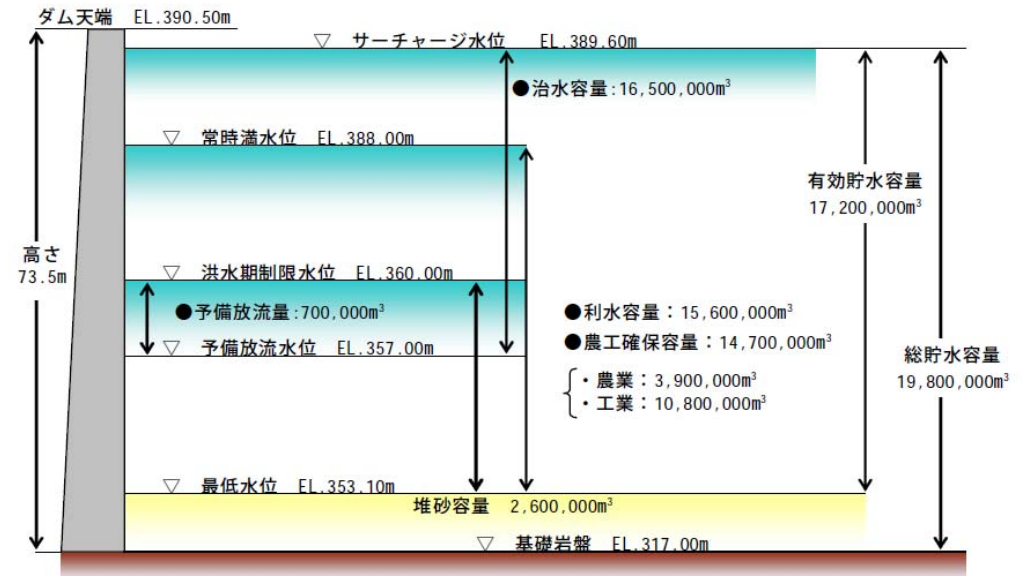 ダム天端 EL.390.50m
▽ サーチャージ水位 EL.389.60m
●治水容量:16,500,000m³
▽ 常時満水位 EL.388.00m
有効貯水容量
17,200,000m³
高さ
73.5m
▽ 洪水期制限水位 EL.360.00m
●予備放流量:700,000m³
●利水容量：15,600,000m³
●農工確保容量：14,700,000m³
▽ 予備放流水位 EL.357.00m
総貯水容量
19,800,000m³
・農業：3,900,000m³
・工業：10,800,000m³
▽ 最低水位 EL.353.10m
堆砂容量 2,600,000m³
▽ 基礎岩盤 EL.317.00m